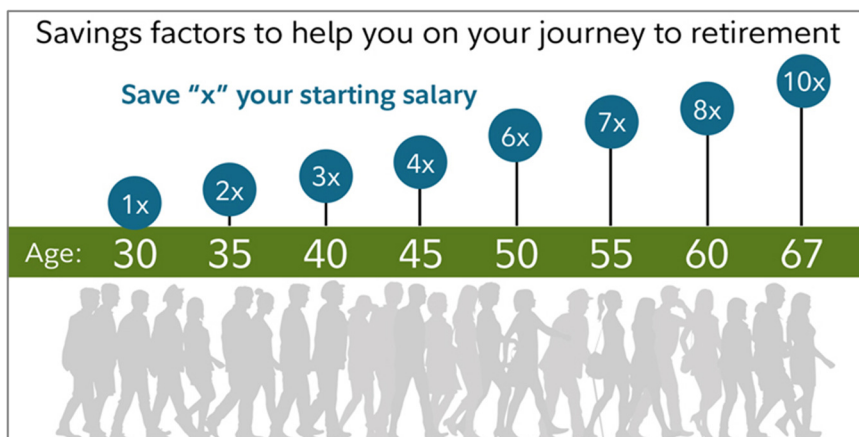 Savings factors to help you on your journey to retirement
Save “x” your starting salary
1x 2x 3x 4x 6x 7x 8x 10x
Age: 30 35 40 45 50 55 60 67